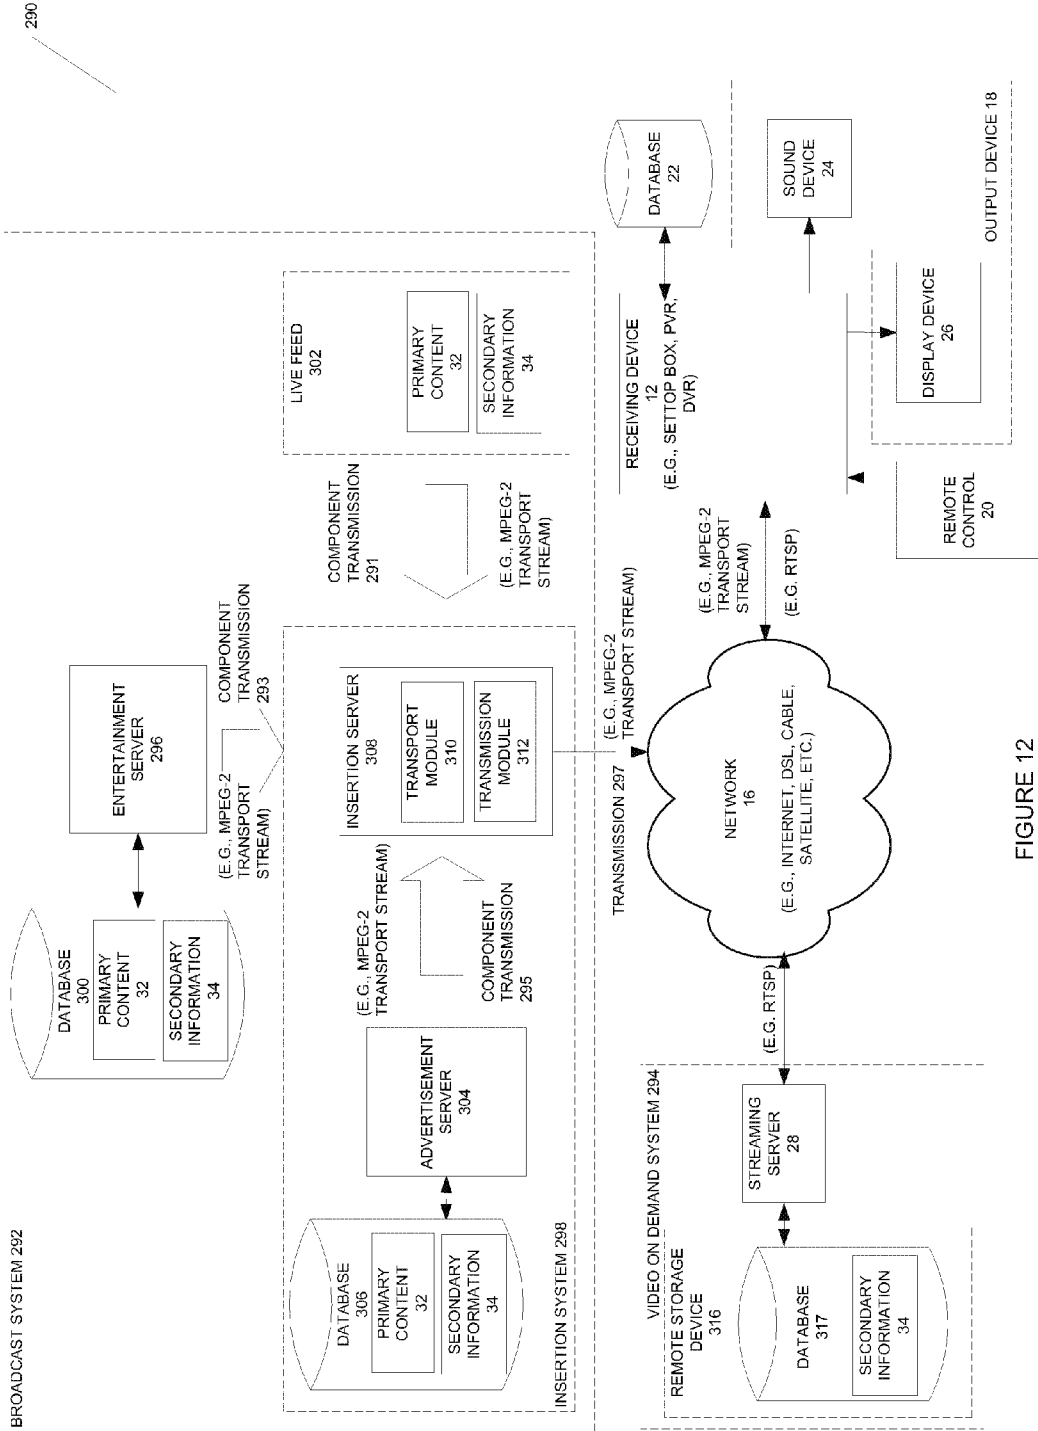 290
BROADCAST SYSTEM 292
DATABASE
300
PRIMARY
CONTENT
32
SECONDARY
INFORMATION
34
ENTERTAINMENT
SERVER
296
(E.G., MPEG-2
TRANSPORT
STREAM)
COMPONENT
TRANSMISSION
293
LIVE FEED
302
PRIMARY
CONTENT
32
SECONDARY
INFORMATION
34
COMPONENT
TRANSMISSION
291
(E.G., MPEG-2
TRANSPORT
STREAM)
DATABASE
306
PRIMARY
CONTENT
32
SECONDARY
INFORMATION
34
INSERTION SYSTEM 298
ADVERTISEMENT
SERVER
304
(E.G., MPEG-2
TRANSPORT STREAM)
COMPONENT
TRANSMISSION
295
INSERTION SERVER
308
TRANSPORT
MODULE
310
TRANSMISSION
MODULE
312
TRANSMISSION 297
(E.G., MPEG-2
TRANSPORT STREAM)
RECEIVING DEVICE
12
(E.G., SETTOP BOX, PVR,
DVR)
DATABASE
22
SOUND
DEVICE
24
OUTPUT DEVICE 18
DISPLAY DEVICE
26
REMOTE
CONTROL
20
(E.G., MPEG-2
TRANSPORT
STREAM)
(E.G. RTSP)
NETWORK
16
(E.G., INTERNET, DSL, CABLE,
SATELLITE, ETC.)
(E.G. RTSP)
VIDEO ON DEMAND SYSTEM 294
REMOTE STORAGE
DEVICE
316
STREAMING
SERVER
28
DATABASE
317
SECONDARY
INFORMATION
34
FIGURE 12